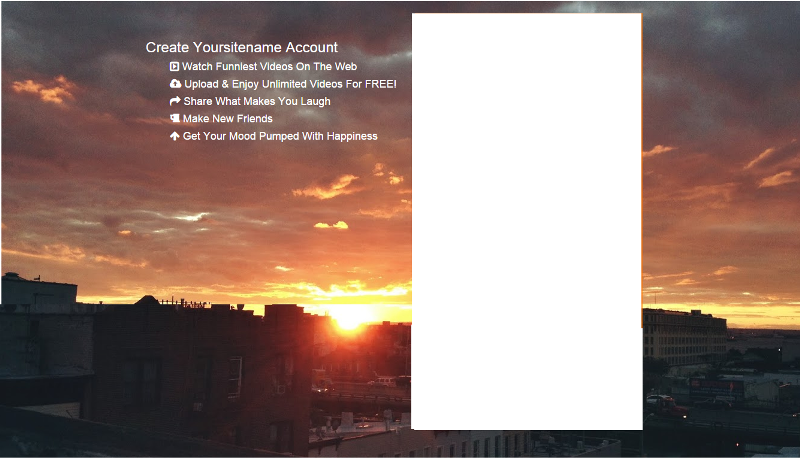 Create Yoursitename Account
Watch Funniest Videos On The Web
Upload & Enjoy Unlimited Videos For FREE!
Share What Makes You Laugh
Make New Friends
Get Your Mood Pumped With Happiness